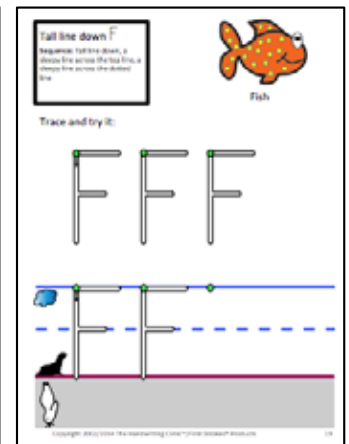 Tall line down F
Sequence: Tall line down, a
sleepy line across the top line, a
sleepy line across the dotted
line
Fish
Trace and try it:
F F F
F F